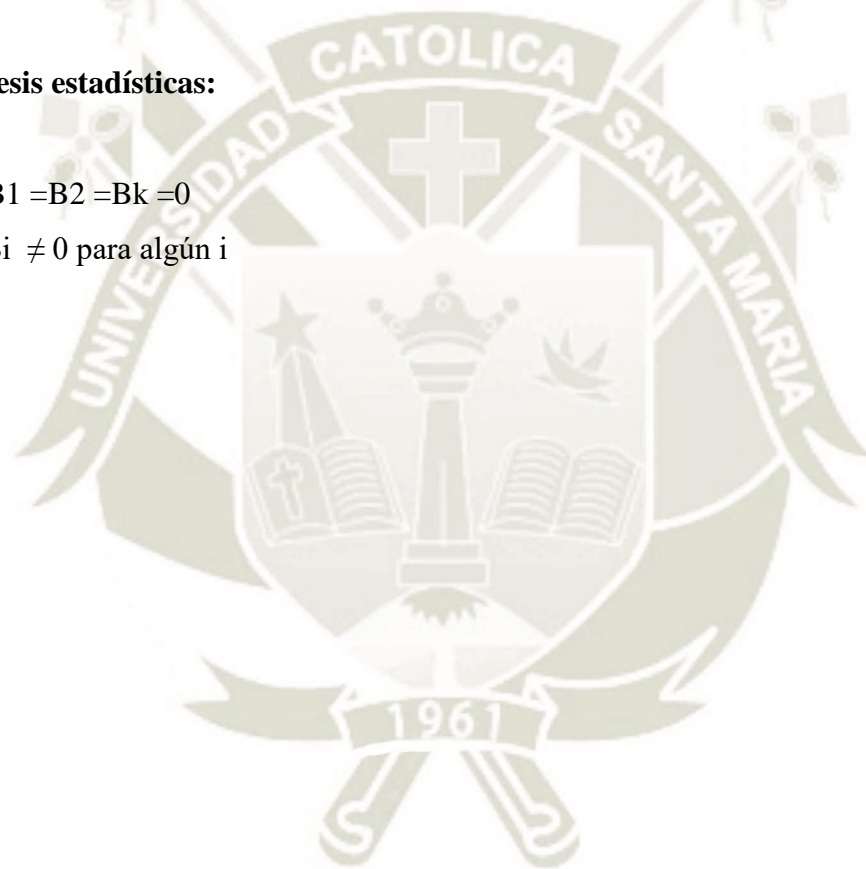 esis estadísticas:
B1 =B2 =Bk =0
i ≠ 0 para algún i
UNIVERSIDAD CATOLICA SANTA MARIA
1961